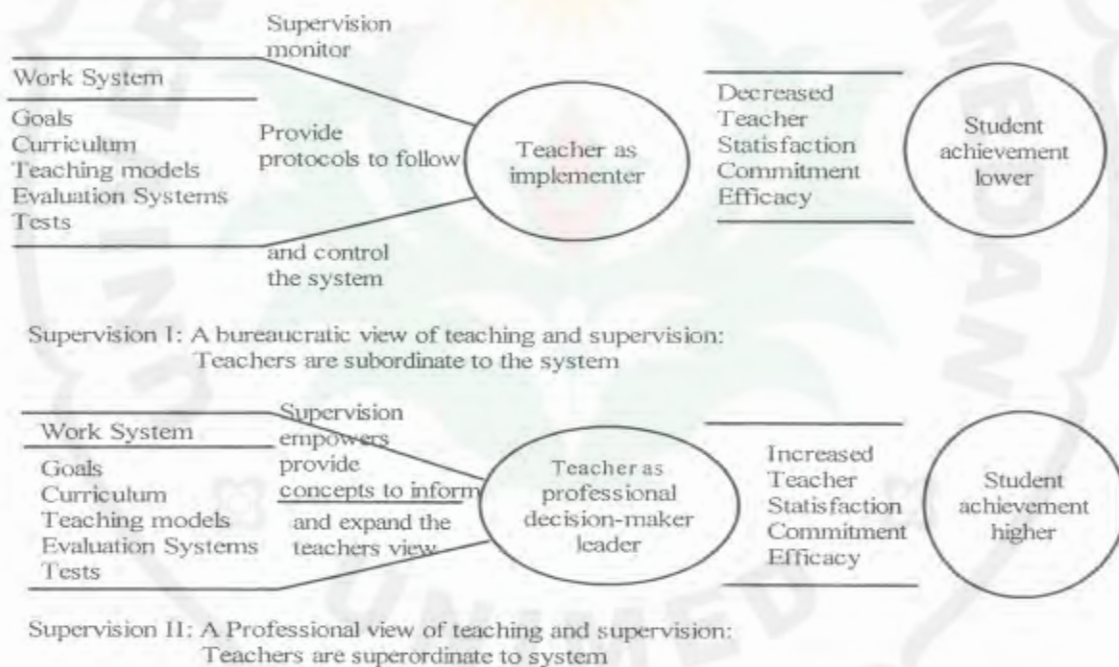 Supervision
monitor
Work System
Goals
Curriculum
Teaching models
Evaluation Systems
Tests
Provide
protocols to follow
and control
the system
Teacher as
implementer
Decreased
Teacher
Statisfaction
Commitment
Efficacy
Student
achievement
lower
Supervision I: A bureaucratic view of teaching and supervision:
Teachers are subordinate to the system
Work System
Goals
Curriculum
Teaching models
Evaluation Systems
Tests
Supervision
empowers
provide
concepts to inform
and expand the
teachers view
Teacher as
professional
decision-maker
leader
Increased
Teacher
Statisfaction
Commitment
Efficacy
Student
achievement
higher
Supervision II: A Professional view of teaching and supervision:
Teachers are superordinate to system
UNIMED